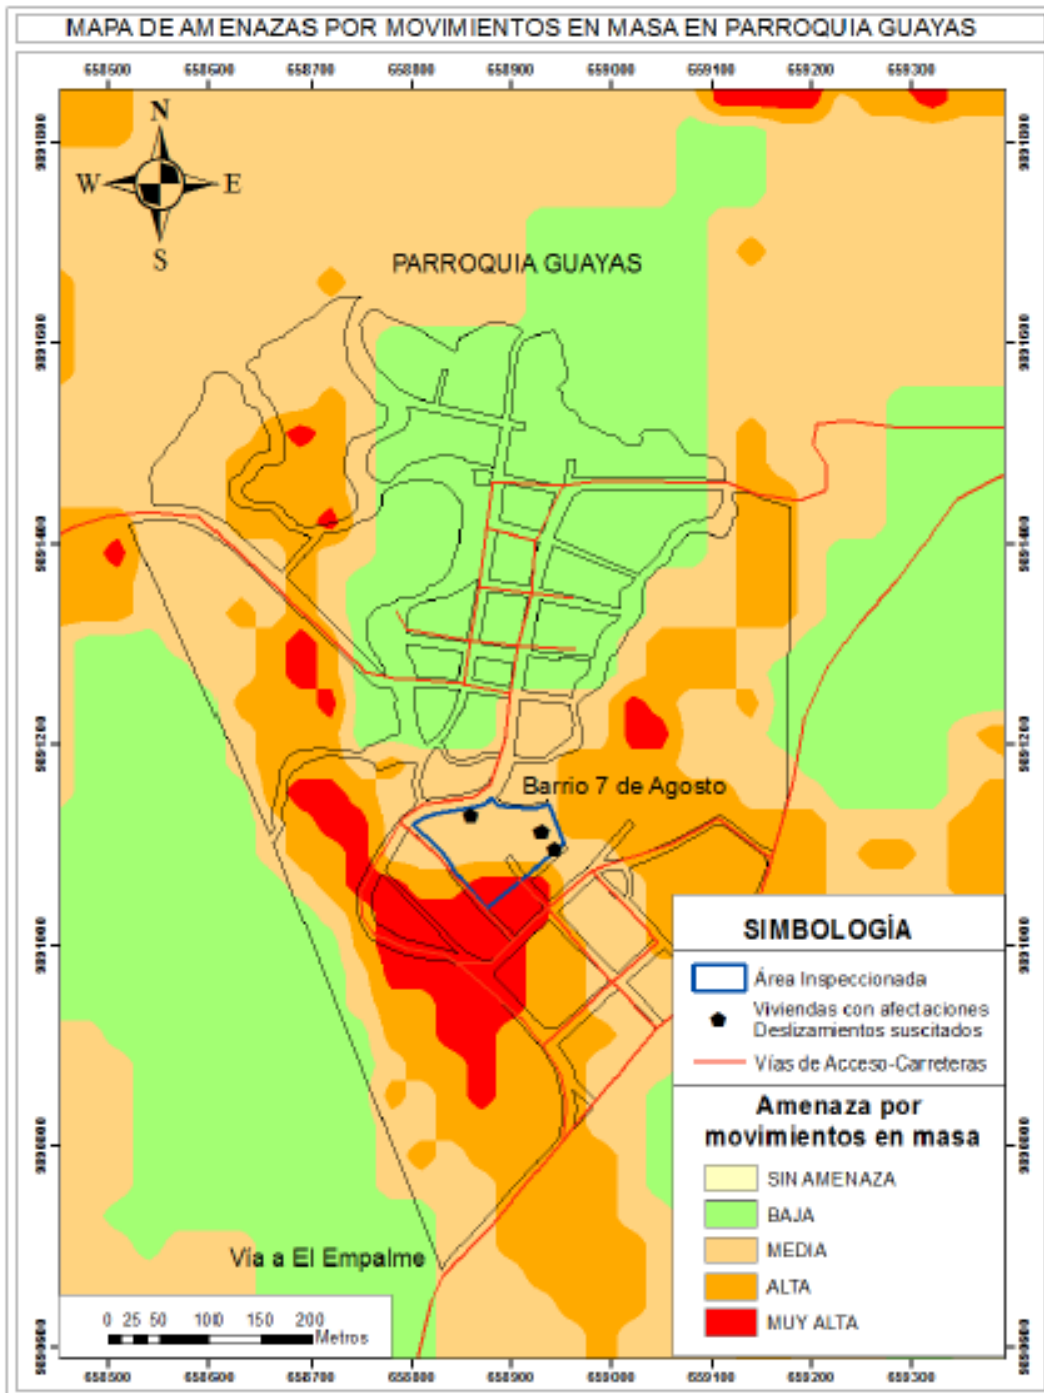 MAPA DE AMENAZAS POR MOVIMIENTOS EN MASA EN PARROQUIA GUAYAS
658500 658600 658700 658800 658900 659000 659100 659200 659300
N
W E
S
PARROQUIA GUAYAS
Barrio 7 de Agosto
Vía a El Empalme
SIMBOLOGÍA
Área Inspeccionada
Viviendas con afectaciones
Deslizamientos suscitados
Vías de Acceso-Carreteras
Amenaza por
movimientos en masa
SIN AMENAZA
BAJA
MEDIA
ALTA
MUY ALTA
0 25 50 100 150 200
Metros
658500 658600 658700 658800 658900 659000 659100 659200 659300